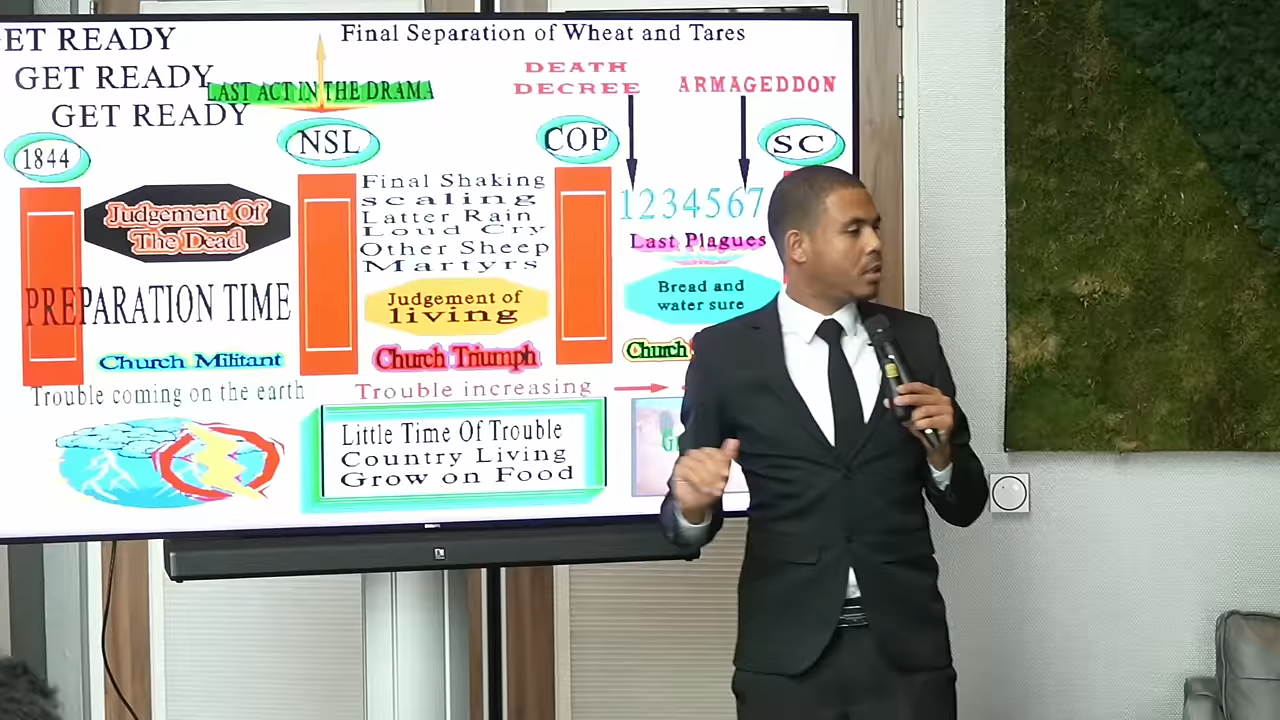 ET READY
GET READY
GET READY
Final Separation of Wheat and Tares
LAST ACT IN THE DRAMA
DEATH
DECREE
ARMAGEDDON
1844
NSL
COP
SC
Judgement Of
The Dead
PREPARATION TIME
Church Militant
Final Shaking
scaling
Latter Rain
Loud Cry
Other Sheep
Martyrs
Judgement of
living
Church Triumph
1234567
Last Plagues
Bread and
water sure
Church
Trouble coming on the earth
Trouble increasing
Little Time Of Trouble
Country Living
Grow on Food